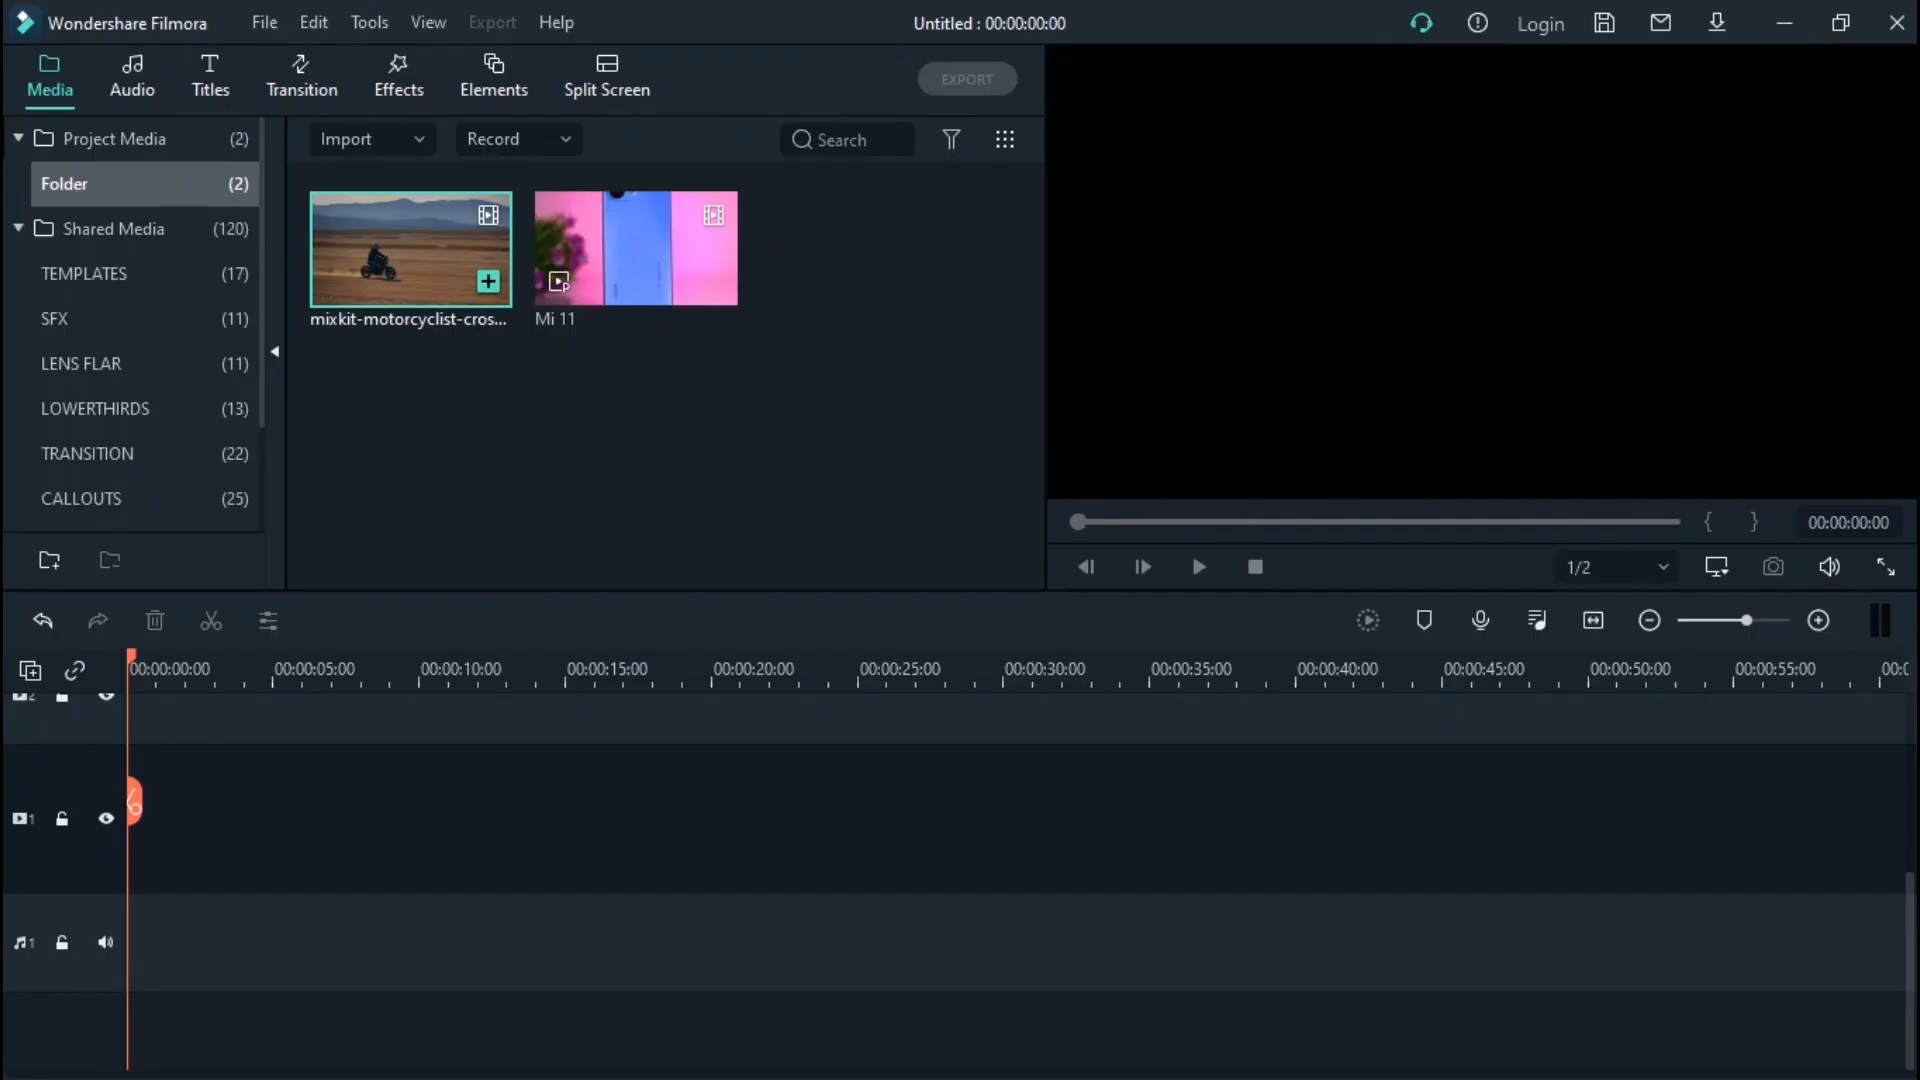 Wondershare Filmora File Edit Tools View Export Help Untitled : 00:00:00:00 Login
Media Audio Titles Transition Effects Elements Split Screen EXPORT
Project Media (2)
Folder (2)
Shared Media (120)
TEMPLATES (17)
SFX (11)
LENS FLAR (11)
LOWERTHIRDS (13)
TRANSITION (22)
CALLOUTS (25)
Import Record Search
mixkit-motorcyclist-cros... Mi 11
00:00:00:00
1/2
00:00:00:00 00:00:05:00 00:00:10:00 00:00:15:00 00:00:20:00 00:00:25:00 00:00:30:00 00:00:35:00 00:00:40:00 00:00:45:00 00:00:50:00 00:00:55:00 00:0
2
1
1